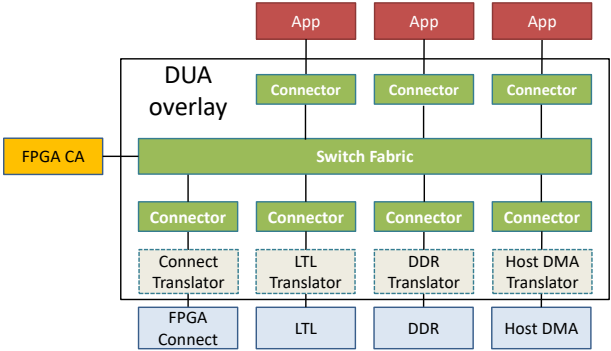 App App App
DUA
overlay
Connector Connector Connector
FPGA CA
Switch Fabric
Connector Connector Connector Connector
Connect
Translator
LTL
Translator
DDR
Translator
Host DMA
Translator
FPGA
Connect
LTL
DDR
Host DMA